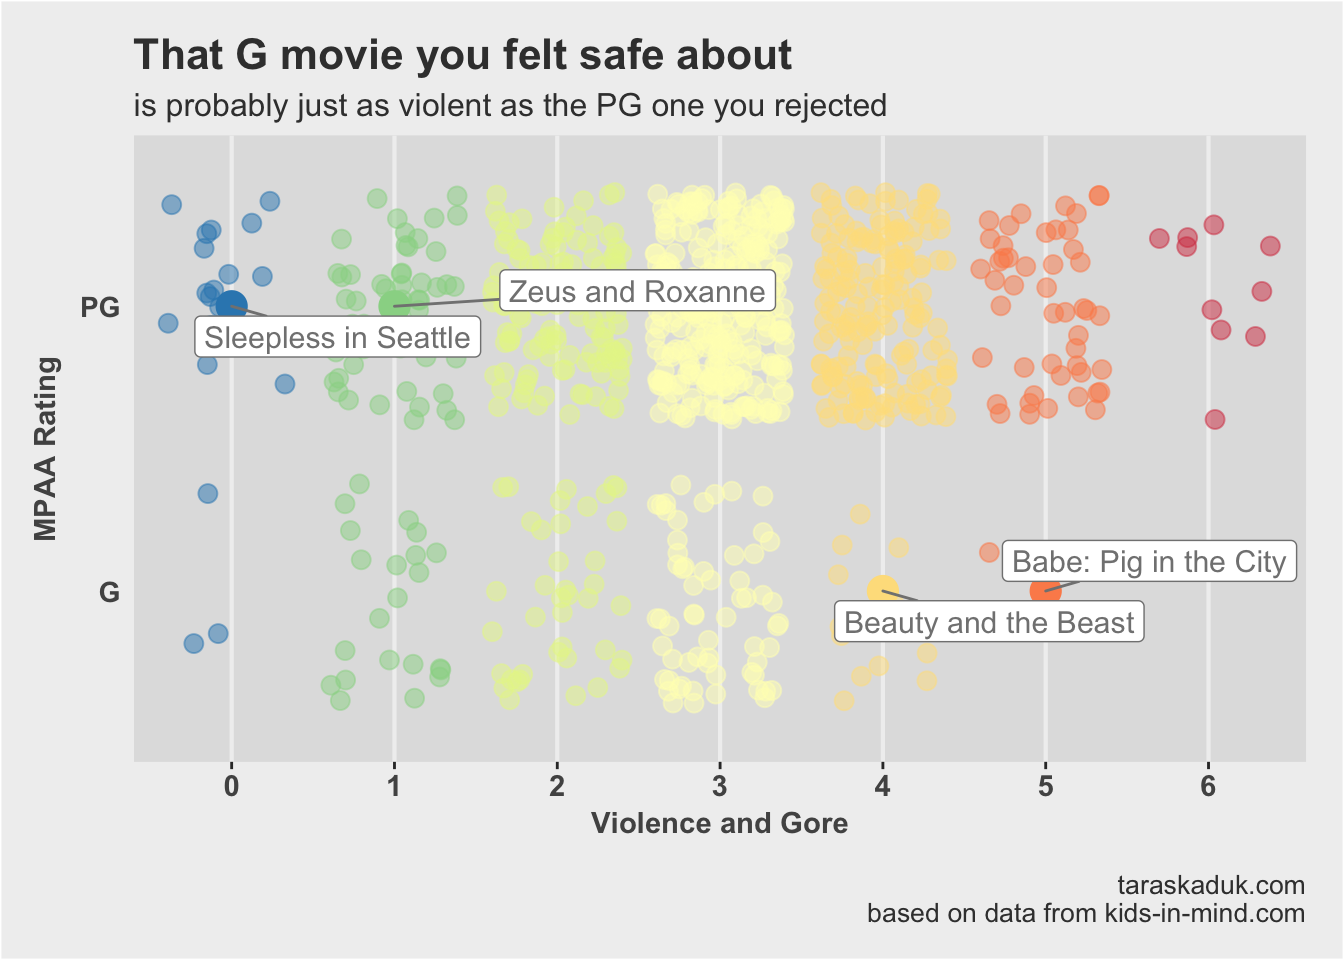 That G movie you felt safe about
is probably just as violent as the PG one you rejected
PG
Zeus and Roxanne
Sleepless in Seattle
MPAA Rating
Babe: Pig in the City
G
Beauty and the Beast
0 1 2 3 4 5 6
Violence and Gore
taraskaduk.com
based on data from kids-in-mind.com